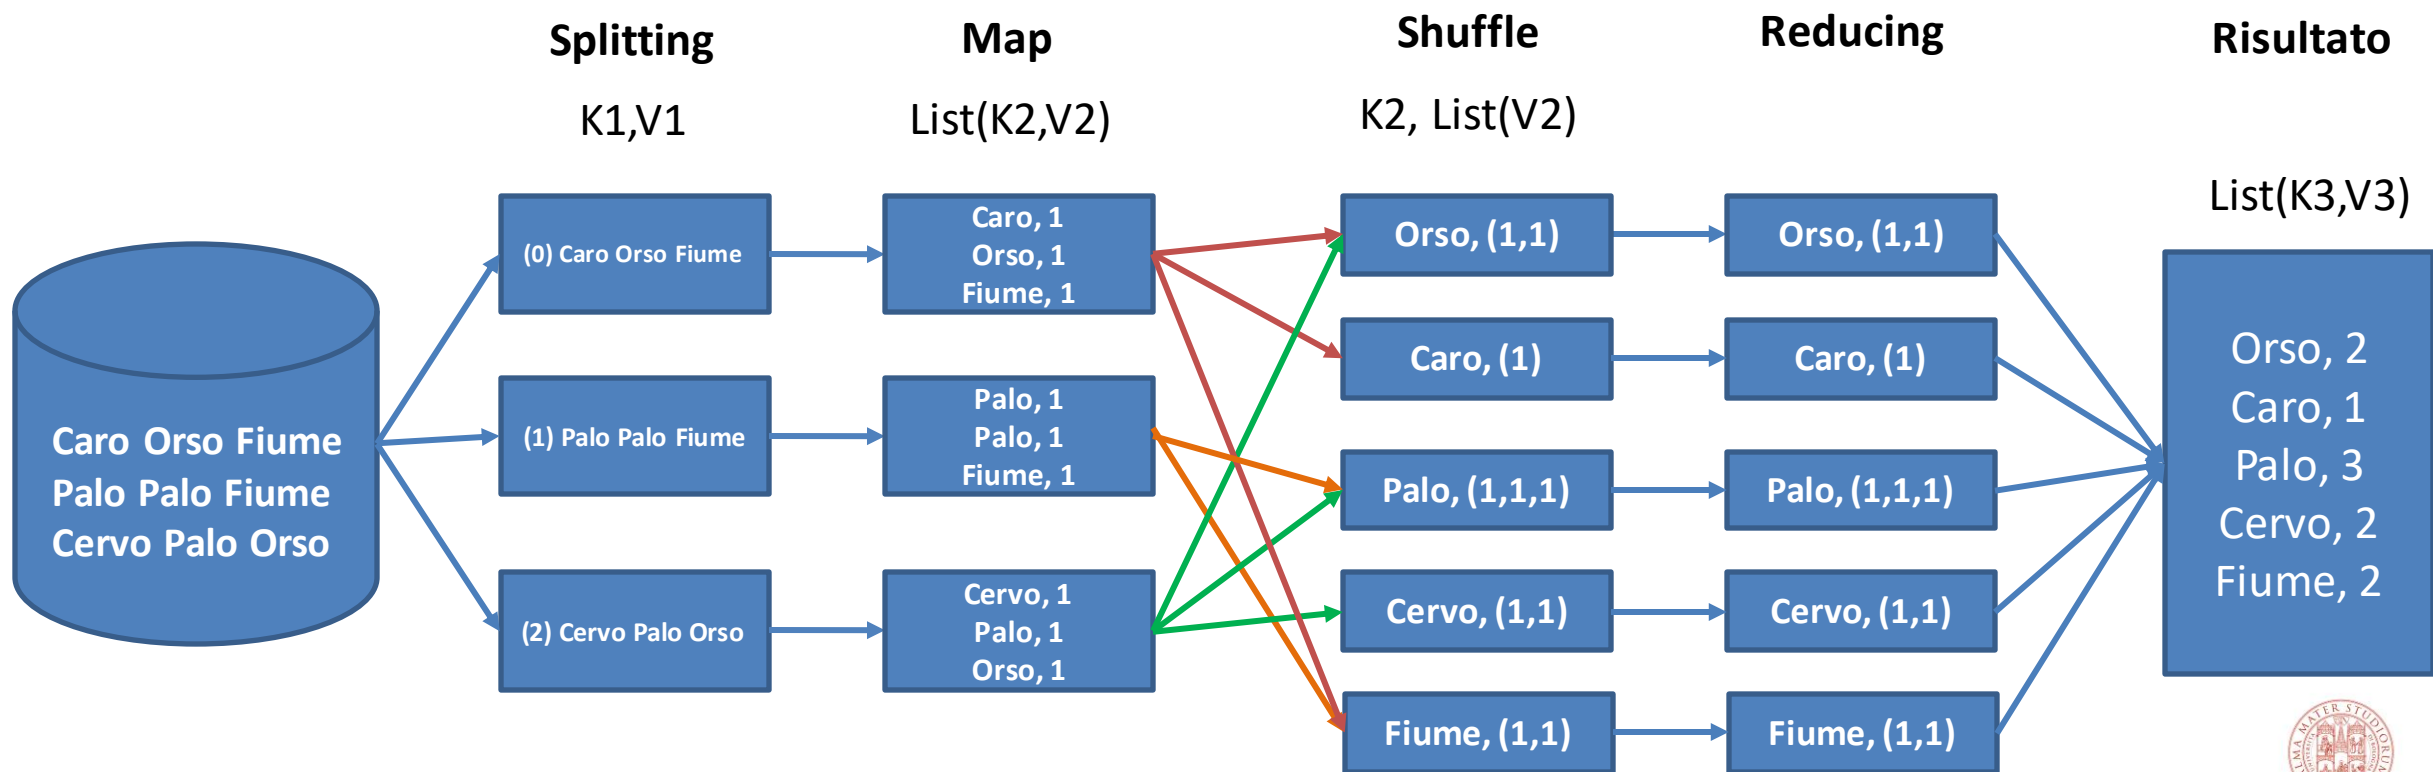 Splitting
Map
Shuffle
Reducing
Risultato
K1,V1
List(K2,V2)
K2, List(V2)
List(K3,V3)
Caro Orso Fiume
Palo Palo Fiume
Cervo Palo Orso
(0) Caro Orso Fiume
(1) Palo Palo Fiume
(2) Cervo Palo Orso
Caro, 1
Orso, 1
Fiume, 1
Palo, 1
Palo, 1
Fiume, 1
Cervo, 1
Palo, 1
Orso, 1
Orso, (1,1)
Caro, (1)
Palo, (1,1,1)
Cervo, (1,1)
Fiume, (1,1)
Orso, (1,1)
Caro, (1)
Palo, (1,1,1)
Cervo, (1,1)
Fiume, (1,1)
Orso, 2
Caro, 1
Palo, 3
Cervo, 2
Fiume, 2
ALMA MATER STUDIORUM